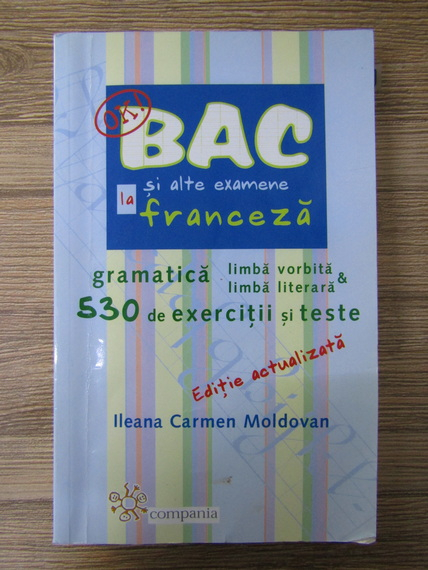 OK!
BAC
și alte examene
la franceză
gramatică limbă vorbită &
limbă literară
530 de exerciții și teste
Ediție actualizată
Ileana Carmen Moldovan
compania